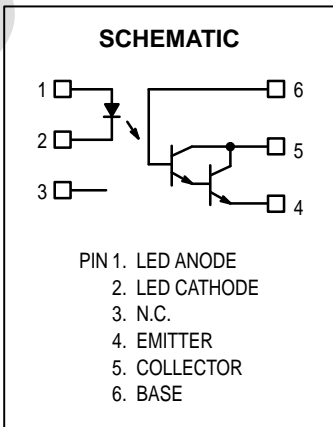 SCHEMATIC
1
6
2
5
3
4
PIN 1. LED ANODE
2. LED CATHODE
3. N.C.
4. EMITTER
5. COLLECTOR
6. BASE